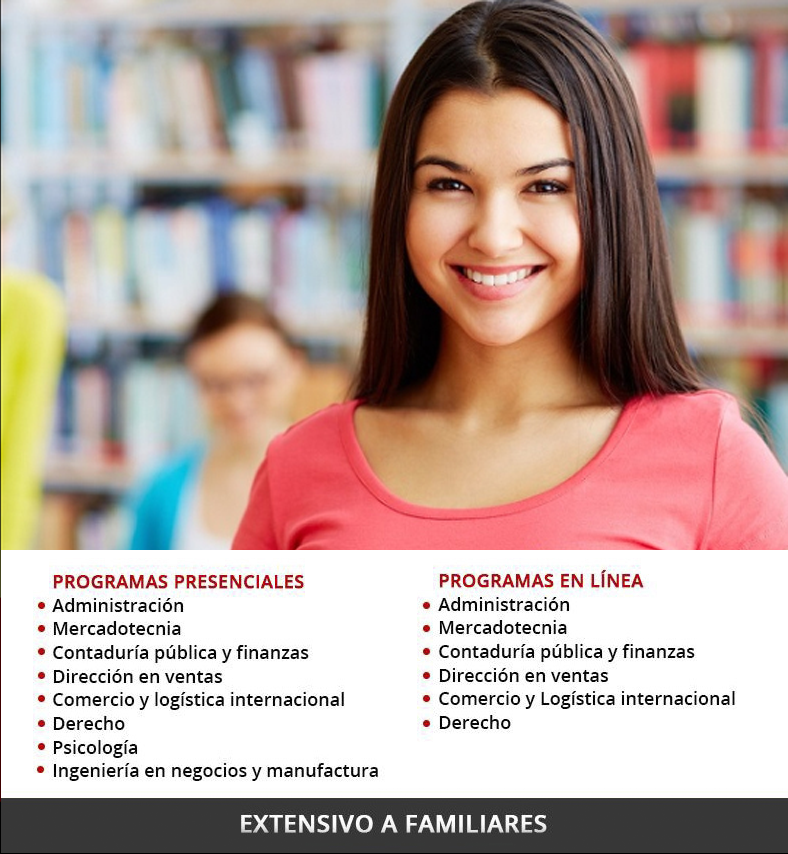 PROGRAMAS PRESENCIALES
• Administración
• Mercadotecnia
• Contaduría pública y finanzas
• Dirección en ventas
• Comercio y logística internacional
• Derecho
• Psicología
• Ingeniería en negocios y manufactura
PROGRAMAS EN LÍNEA
• Administración
• Mercadotecnia
• Contaduría pública y finanzas
• Dirección en ventas
• Comercio y Logística internacional
• Derecho
EXTENSIVO A FAMILIARES